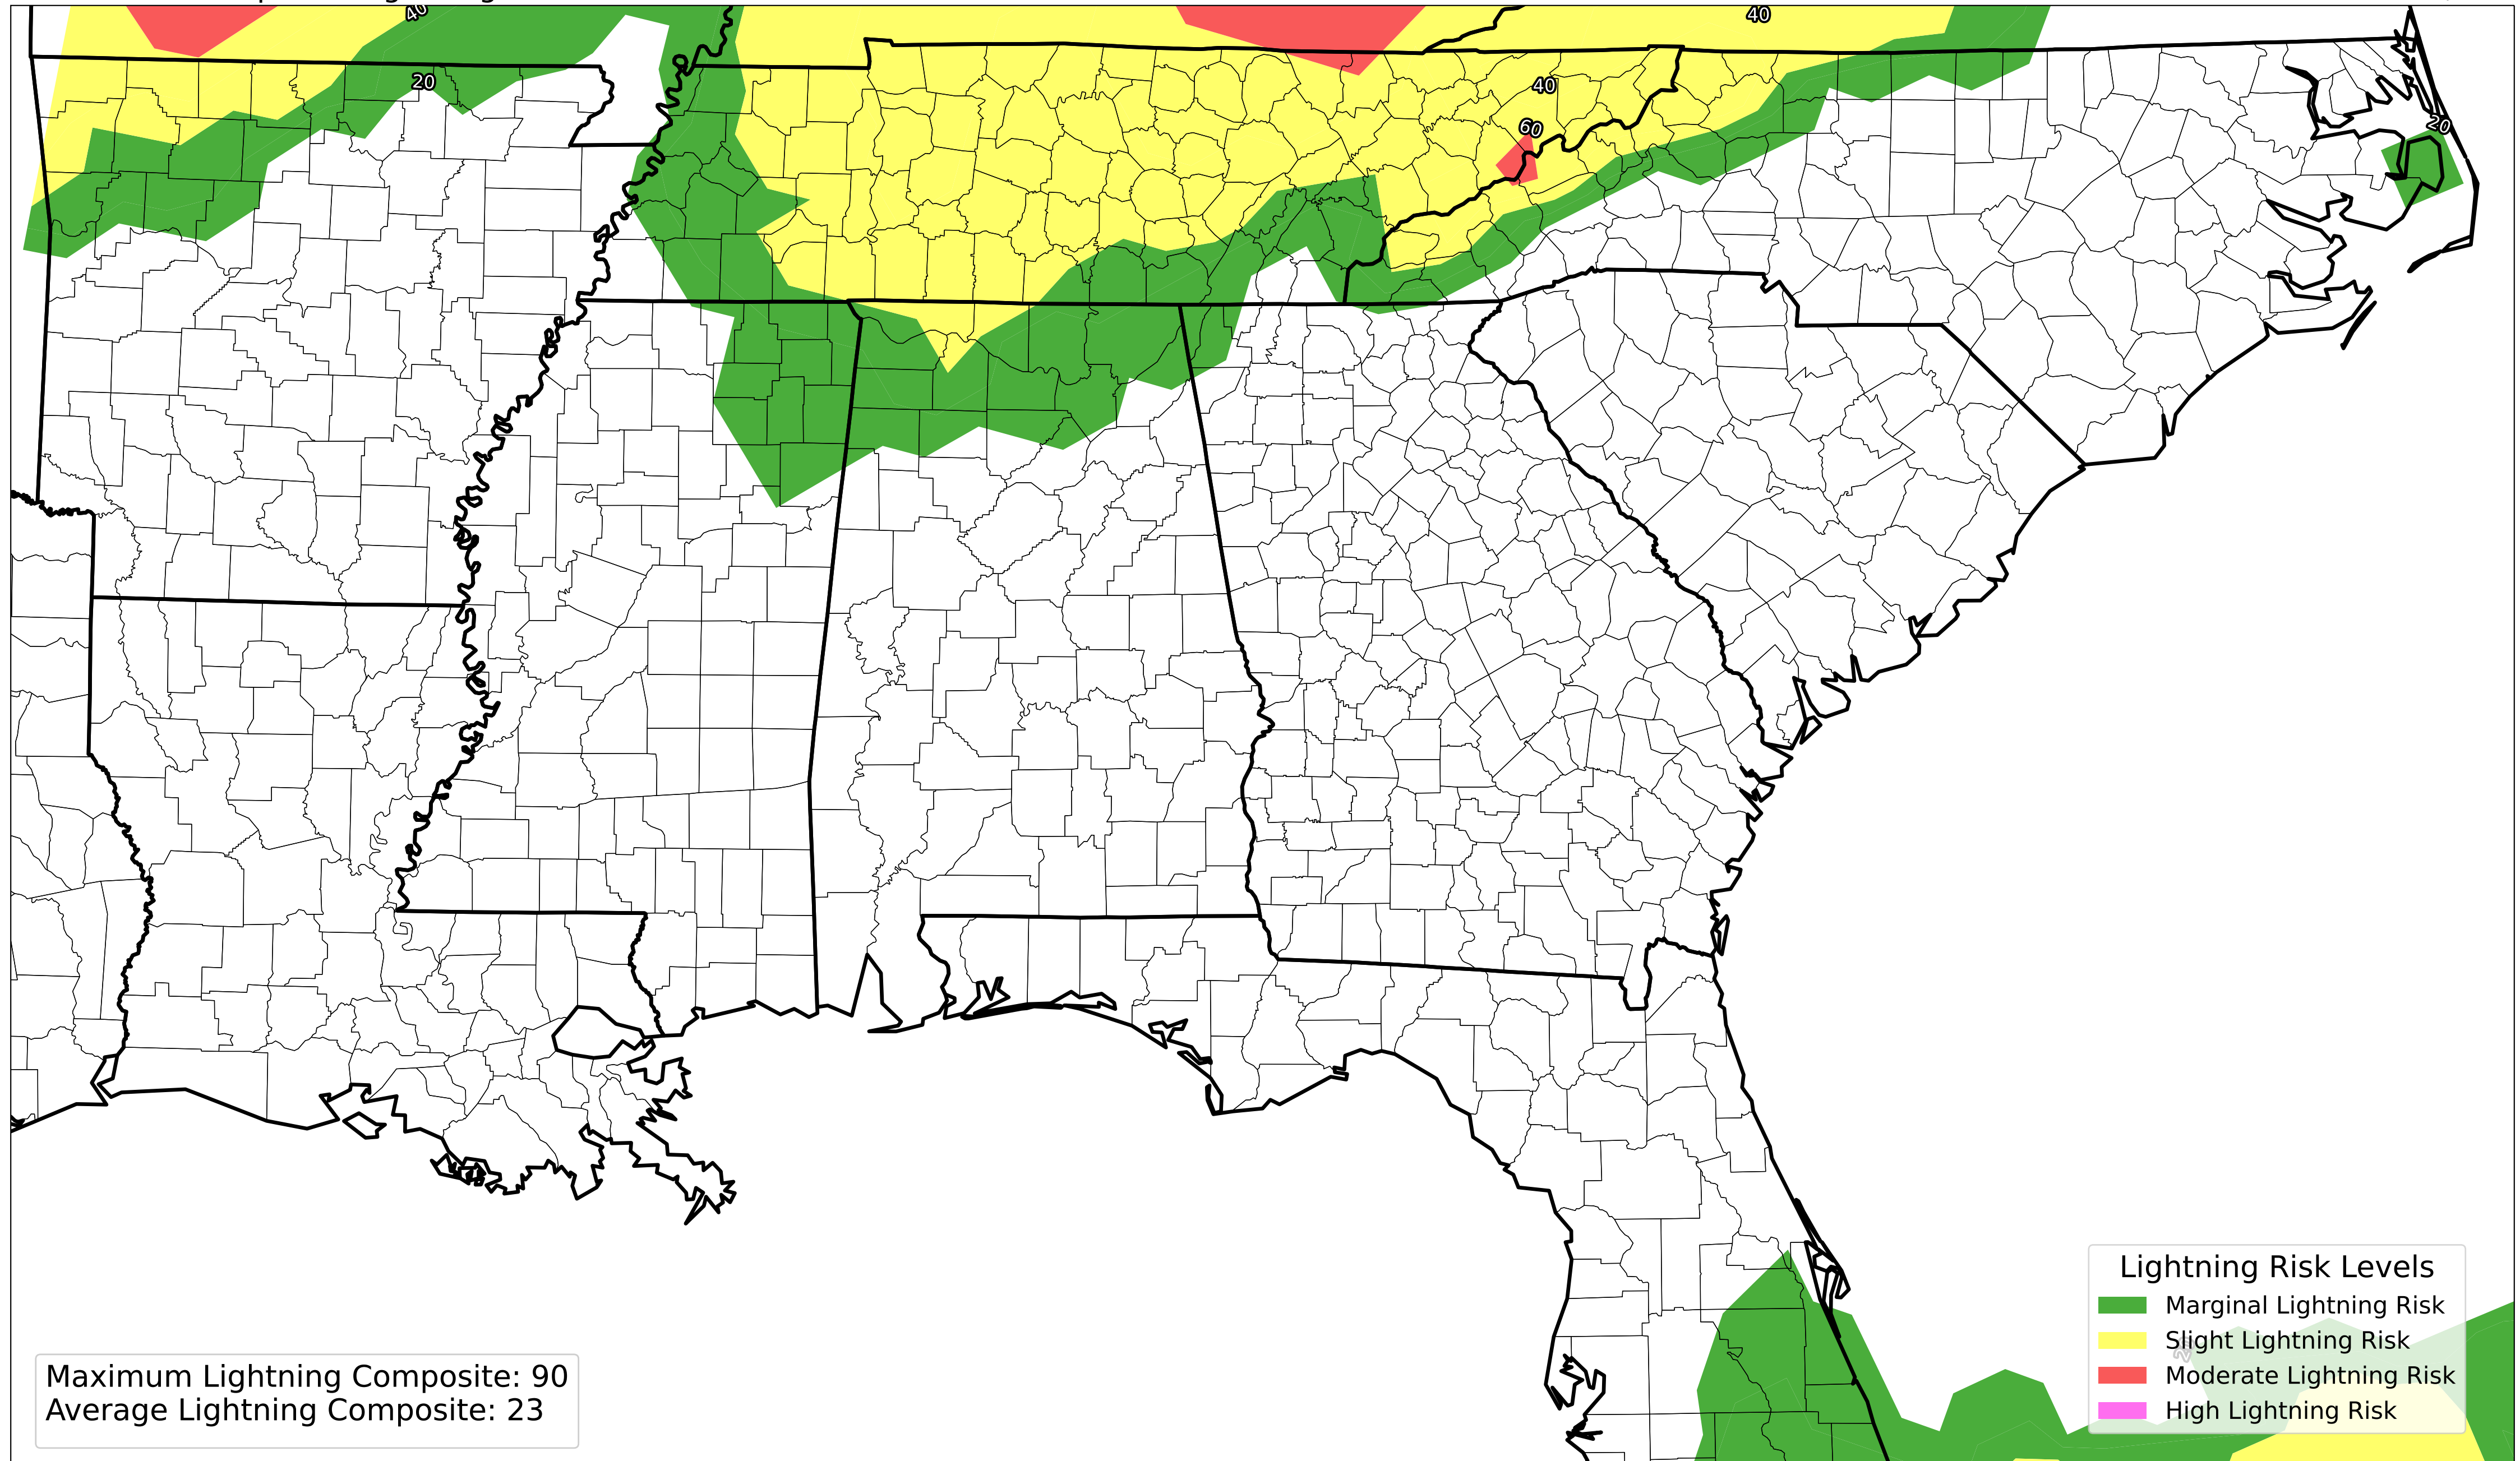 40
40
20
40
60
20
Lightning Risk Levels
Marginal Lightning Risk
Slight Lightning Risk
Moderate Lightning Risk
High Lightning Risk
Maximum Lightning Composite: 90
Average Lightning Composite: 23